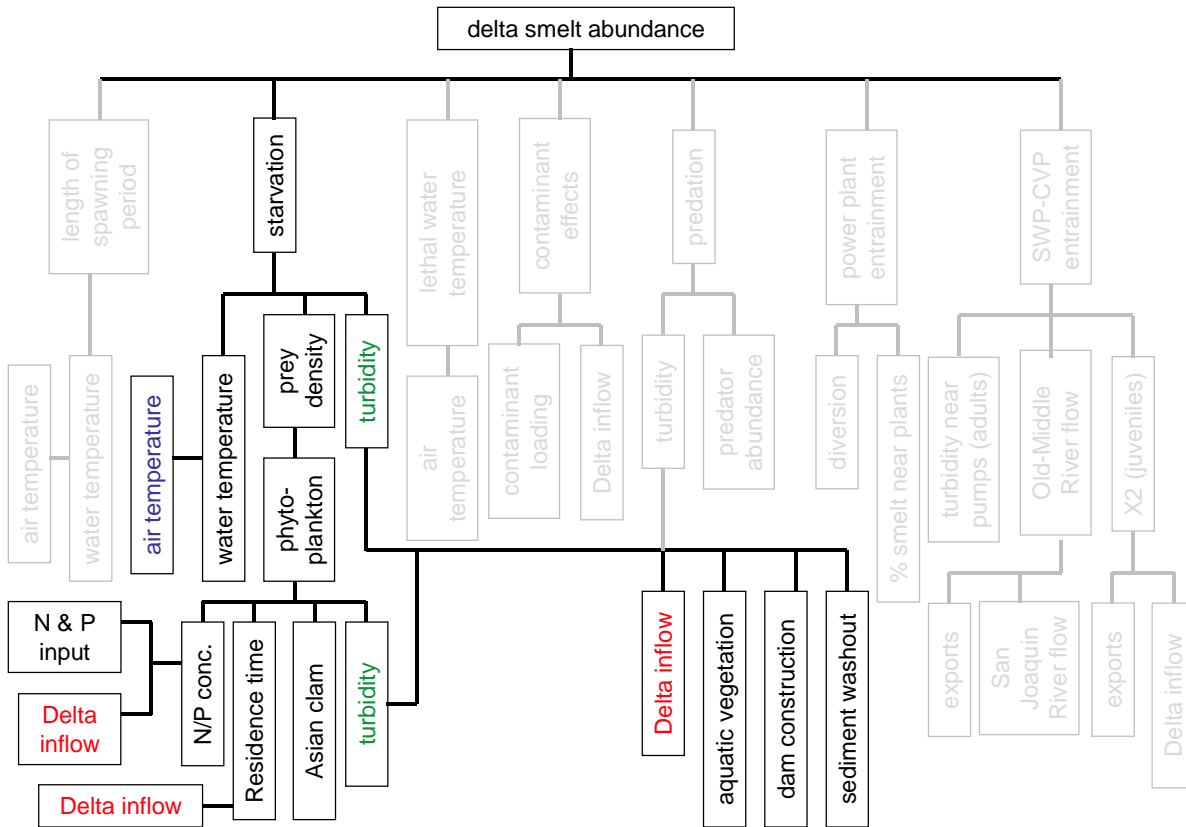 delta smelt abundance
length of
spawning
period
starvation
lethal water
temperature
contaminant
effects
predation
power plant
entrainment
SWP-CVP
entrainment
air temperature
water temperature
air temperature
water temperature
prey
density
turbidity
air
temperature
contaminant
loading
Delta inflow
turbidity
predator
abundance
diversion
% smelt near plants
turbidity near
pumps (adults)
Old-Middle
River flow
X2 (juveniles)
phyto-
plankton
N & P
input
Delta
inflow
N/P conc.
Residence time
Asian clam
turbidity
Delta inflow
Delta inflow
aquatic vegetation
dam construction
sediment washout
exports
San
Joaquin
River flow
exports
Delta inflow